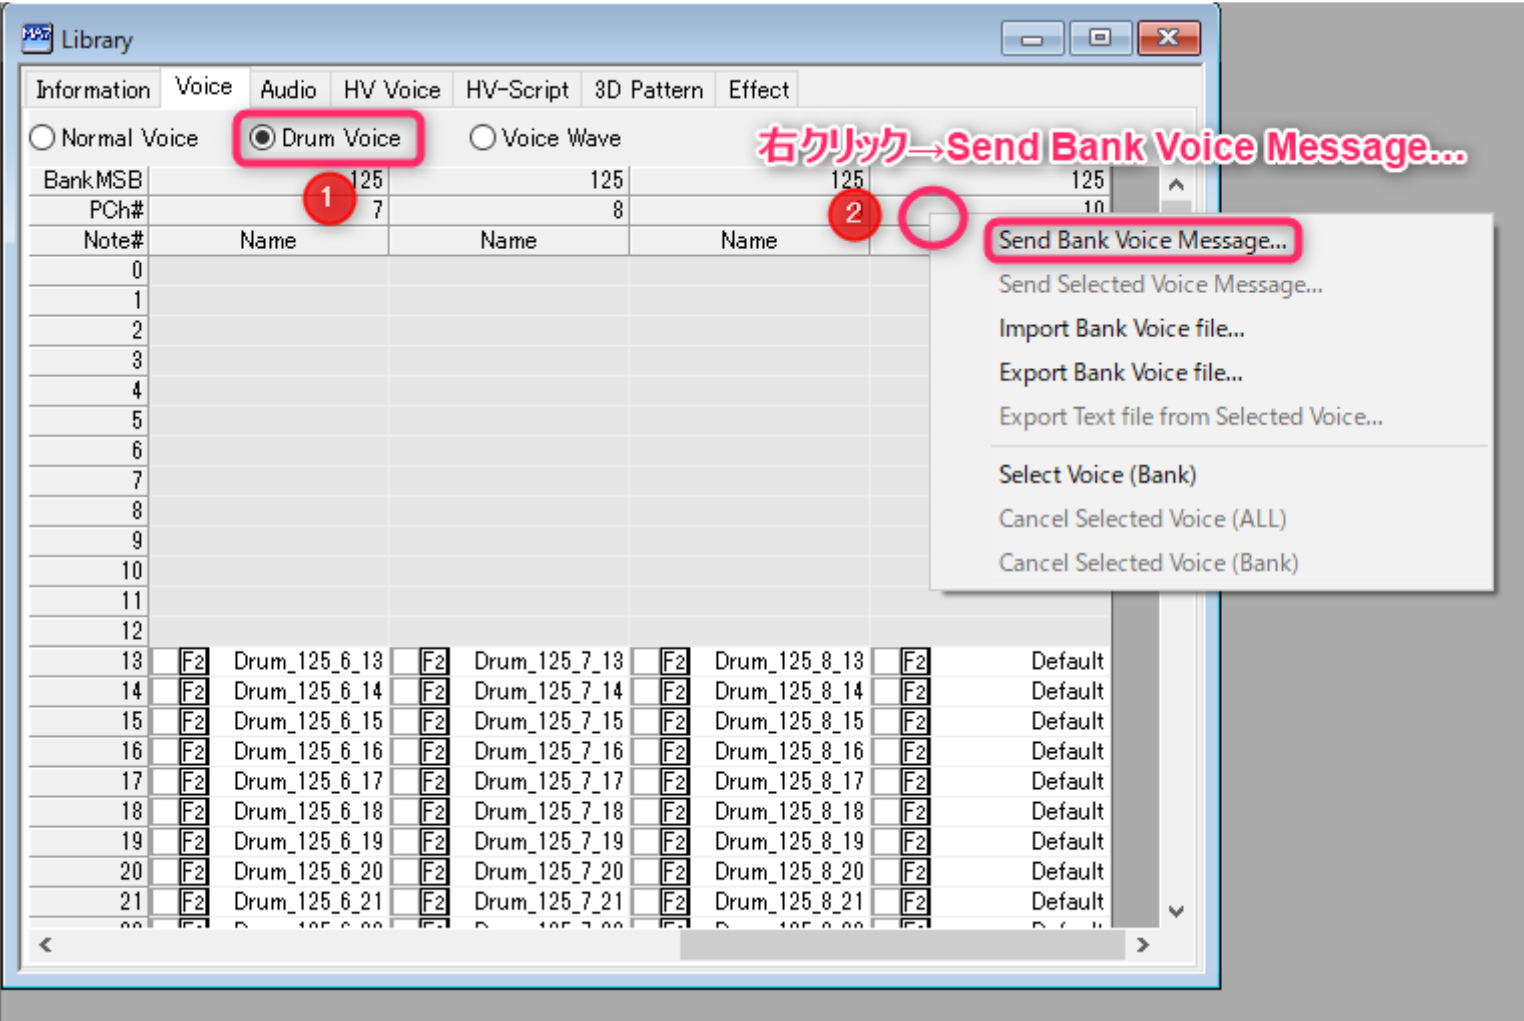 Library
Information Voice Audio HV Voice HV-Script 3D Pattern Effect
Normal Voice Drum Voice Voice Wave
右クリック→Send Bank Voice Message...
BankMSB 125 125 125 125
1
PCh# 7 8 10
2
Note# Name Name Name
Send Bank Voice Message...
Send Selected Voice Message...
Import Bank Voice file...
Export Bank Voice file...
Export Text file from Selected Voice...
Select Voice (Bank)
Cancel Selected Voice (ALL)
Cancel Selected Voice (Bank)
0
1
2
3
4
5
6
7
8
9
10
11
12
13 F2 Drum_125_6_13 F2 Drum_125_7_13 F2 Drum_125_8_13 F2 Default
14 F2 Drum_125_6_14 F2 Drum_125_7_14 F2 Drum_125_8_14 F2 Default
15 F2 Drum_125_6_15 F2 Drum_125_7_15 F2 Drum_125_8_15 F2 Default
16 F2 Drum_125_6_16 F2 Drum_125_7_16 F2 Drum_125_8_16 F2 Default
17 F2 Drum_125_6_17 F2 Drum_125_7_17 F2 Drum_125_8_17 F2 Default
18 F2 Drum_125_6_18 F2 Drum_125_7_18 F2 Drum_125_8_18 F2 Default
19 F2 Drum_125_6_19 F2 Drum_125_7_19 F2 Drum_125_8_19 F2 Default
20 F2 Drum_125_6_20 F2 Drum_125_7_20 F2 Drum_125_8_20 F2 Default
21 F2 Drum_125_6_21 F2 Drum_125_7_21 F2 Drum_125_8_21 F2 Default